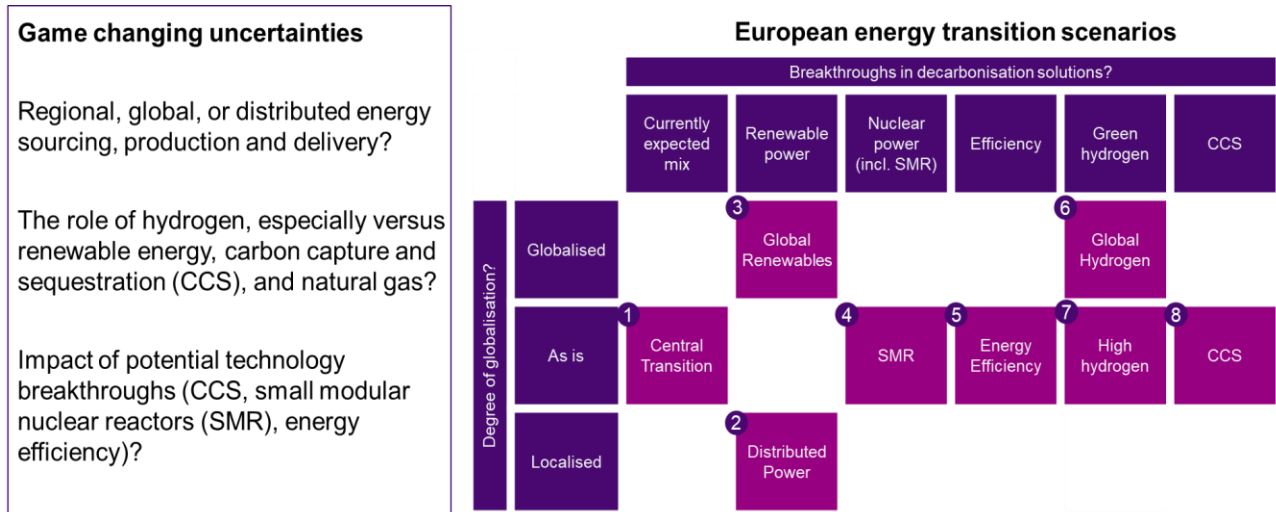 Game changing uncertainties
Regional, global, or distributed energy
sourcing, production and delivery?
The role of hydrogen, especially versus
renewable energy, carbon capture and
sequestration (CCS), and natural gas?
Impact of potential technology
breakthroughs (CCS, small modular
nuclear reactors (SMR), energy
efficiency)?
European energy transition scenarios
Breakthroughs in decarbonisation solutions?
Currently
expected
mix
Renewable
power
Nuclear
power
(incl. SMR)
Efficiency
Green
hydrogen
CCS
Degree of globalisation?
Globalised
3
Global
Renewables
6
Global
Hydrogen
As is
1
Central
Transition
4
SMR
5
Energy
Efficiency
7
High
hydrogen
8
CCS
Localised
2
Distributed
Power